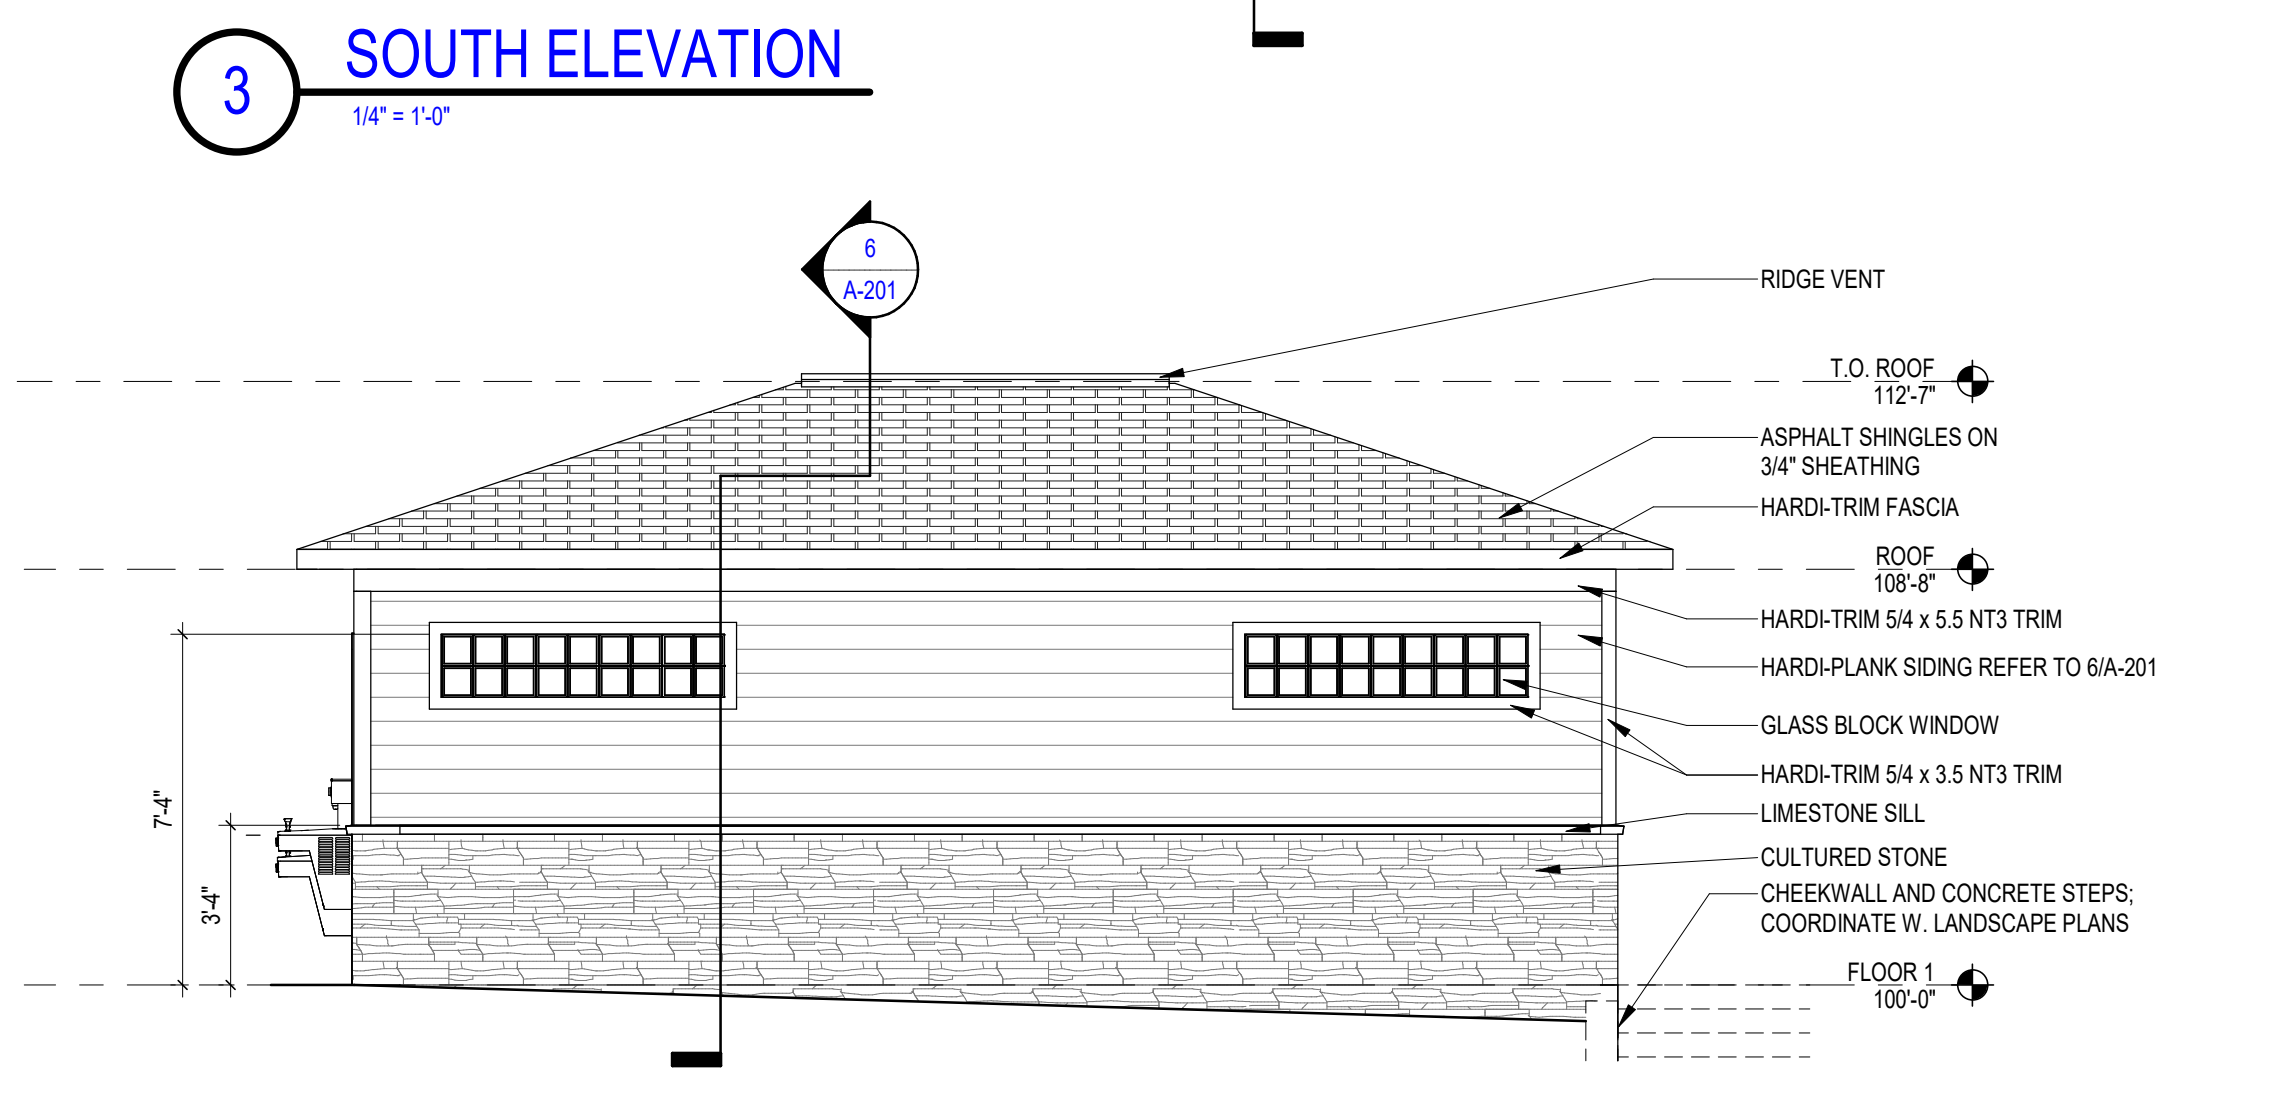 3
SOUTH ELEVATION
1/4" = 1'-0"
6
A-201
RIDGE VENT
T.O. ROOF
112'-7"
ASPHALT SHINGLES ON
3/4" SHEATHING
HARDI-TRIM FASCIA
ROOF
108'-8"
HARDI-TRIM 5/4 x 5.5 NT3 TRIM
HARDI-PLANK SIDING REFER TO 6/A-201
GLASS BLOCK WINDOW
HARDI-TRIM 5/4 x 3.5 NT3 TRIM
LIMESTONE SILL
CULTURED STONE
CHEEKWALL AND CONCRETE STEPS;
COORDINATE W. LANDSCAPE PLANS
FLOOR 1
100'-0"
7'-4"
3'-4"